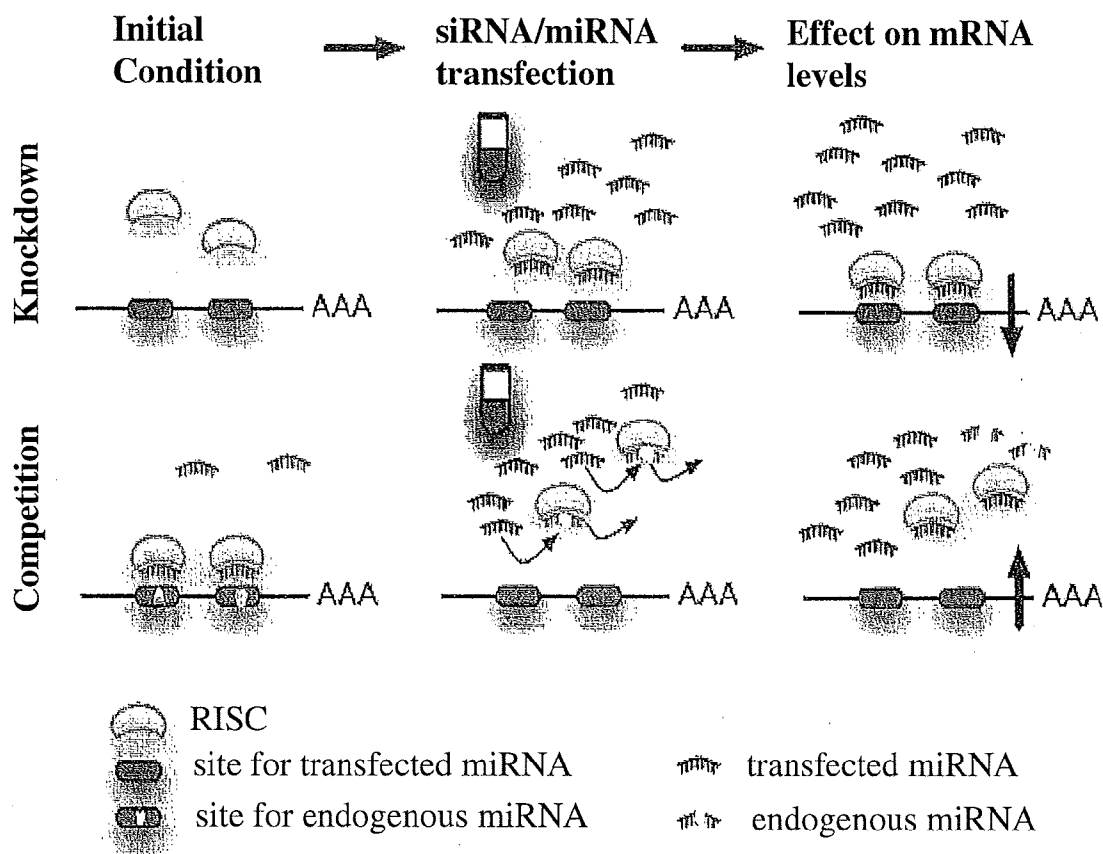 Initial
Condition
siRNA/miRNA
transfection
Effect on mRNA
levels
Knockdown
AAA
AAA
AAA
Competition
AAA
AAA
AAA
RISC
site for transfected miRNA
site for endogenous miRNA
transfected miRNA
endogenous miRNA